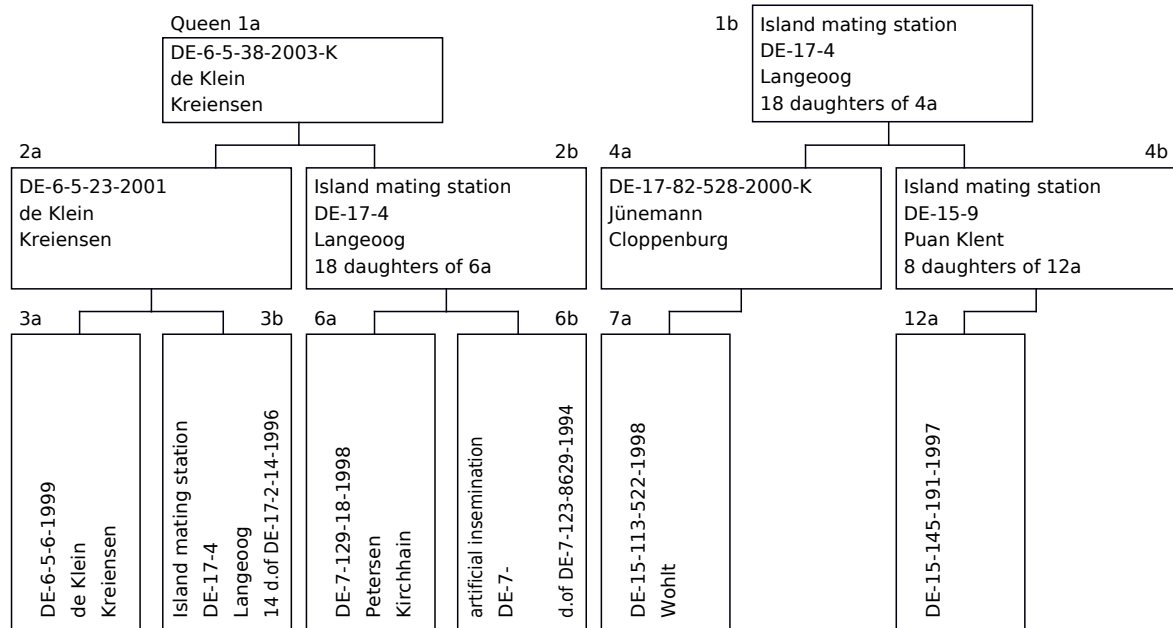 Queen 1a
DE-6-5-38-2003-K
de Klein
Kreiensen
1b
Island mating station
DE-17-4
Langeoog
18 daughters of 4a
2a
DE-6-5-23-2001
de Klein
Kreiensen
2b
Island mating station
DE-17-4
Langeoog
18 daughters of 6a
4a
DE-17-82-528-2000-K
Jünemann
Cloppenburg
4b
Island mating station
DE-15-9
Puan Klent
8 daughters of 12a
3a
DE-6-5-6-1999
de Klein
Kreiensen
3b
Island mating station
DE-17-4
Langeoog
14 d.of DE-17-2-14-1996
6a
DE-7-129-18-1998
Petersen
Kirchhain
6b
artificial insemination
DE-7-
d.of DE-7-123-8629-1994
7a
DE-15-113-522-1998
Wohlt
12a
DE-15-145-191-1997